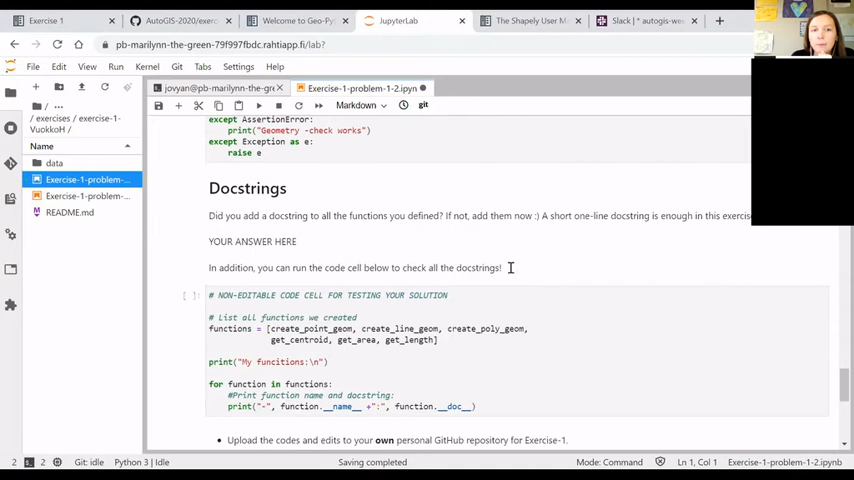 Exercise 1
AutoGIS-2020/exerc
Welcome to Geo-Py
JupyterLab
The Shapely User M
Slack | * autogis-we
pb-marilynn-the-green-79f997fbdc.rahtiapp.fi/lab?
File Edit View Run Kernel Git Tabs Settings Help
jovyan@pb-marilynn-the-gr
Exercise-1-problem-1-2.ipyn
Markdown
git
/ …
/ exercises / exercise-1-
VuokkoH /
Name
data
Exercise-1-problem-...
Exercise-1-problem-...
README.md
except AssertionError:
print("Geometry -check works")
except Exception as e:
raise e
Docstrings
Did you add a docstring to all the functions you defined? If not, add them now :) A short one-line docstring is enough in this exercise
YOUR ANSWER HERE
In addition, you can run the code cell below to check all the docstrings!
[ ]:
# NON-EDITABLE CODE CELL FOR TESTING YOUR SOLUTION
# List all functions we created
functions = [create_point_geom, create_line_geom, create_poly_geom,
get_centroid, get_area, get_length]
print("My funcitions:\n")
for function in functions:
#Print function name and docstring:
print("-", function.__name__ +":", function.__doc__)
• Upload the codes and edits to your own personal GitHub repository for Exercise-1.
2 2 Git: idle Python 3 | Idle Saving completed Mode: Command Ln 1, Col 1 Exercise-1-problem-1-2.ipynb